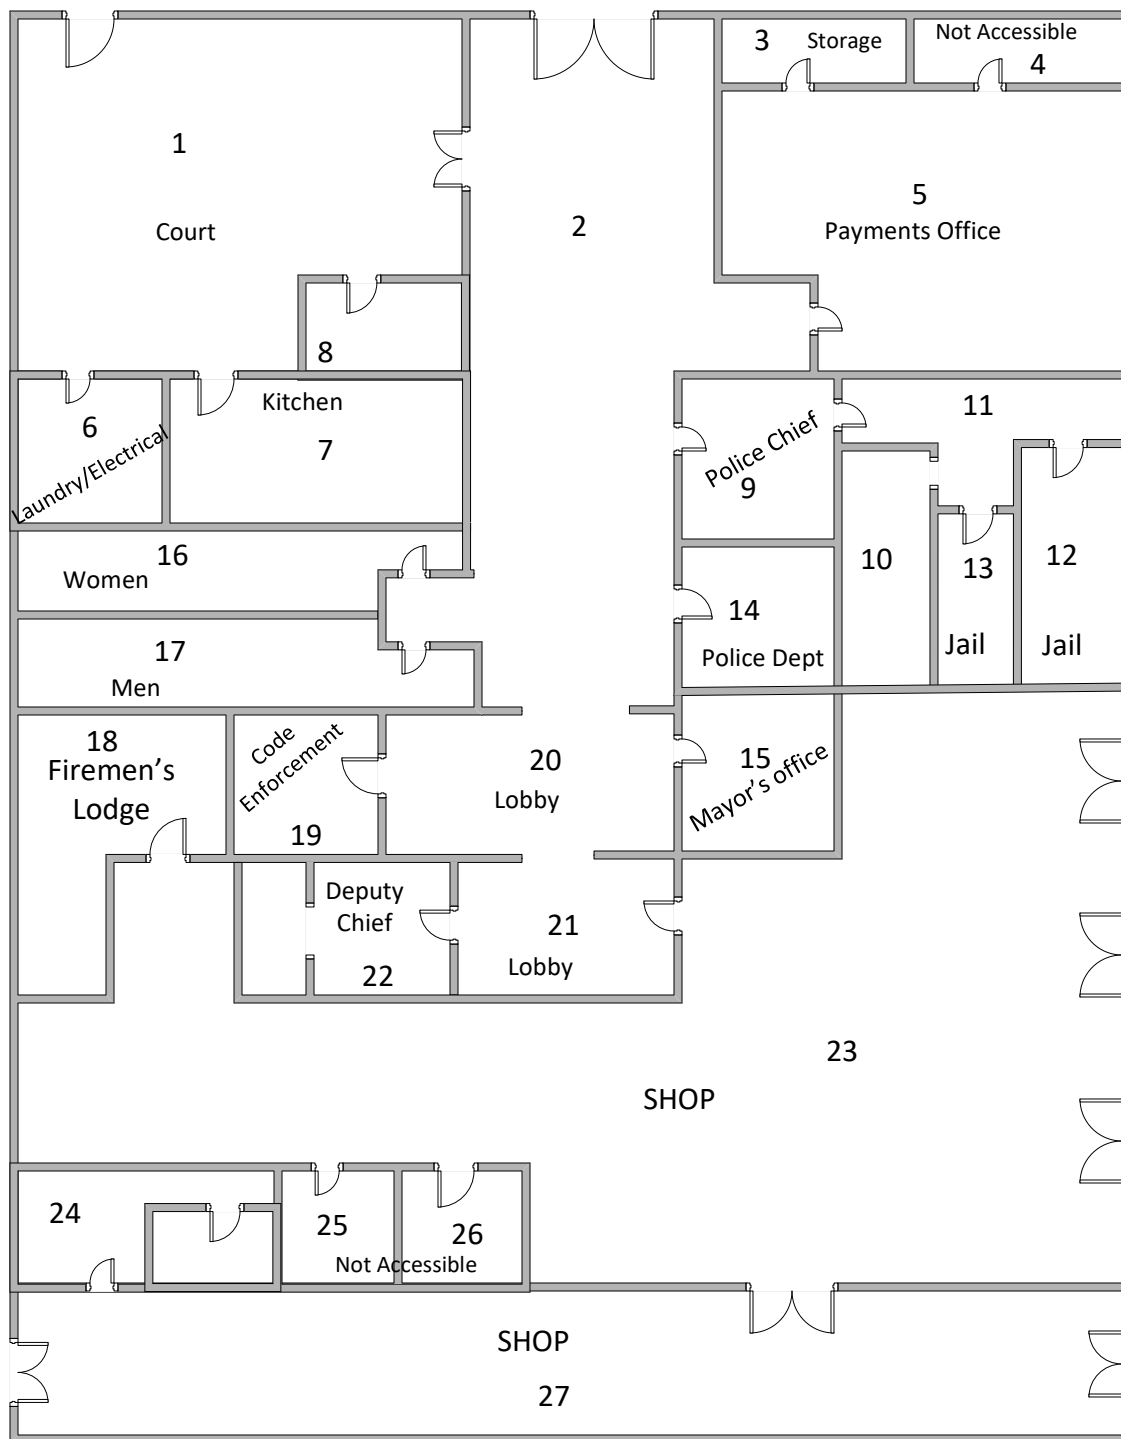 3 Storage
Not Accessible
4
1
Court
2
5
Payments Office
8
Kitchen
7
6
Laundry/Electrical
Police Chief
9
11
10
13
Jail
12
Jail
16
Women
14
Police Dept
17
Men
18
Firemen's
Lodge
Code
Enforcement
19
20
Lobby
15
Mayor's office
Deputy
Chief
22
21
Lobby
23
SHOP
24
25
26
Not Accessible
SHOP
27